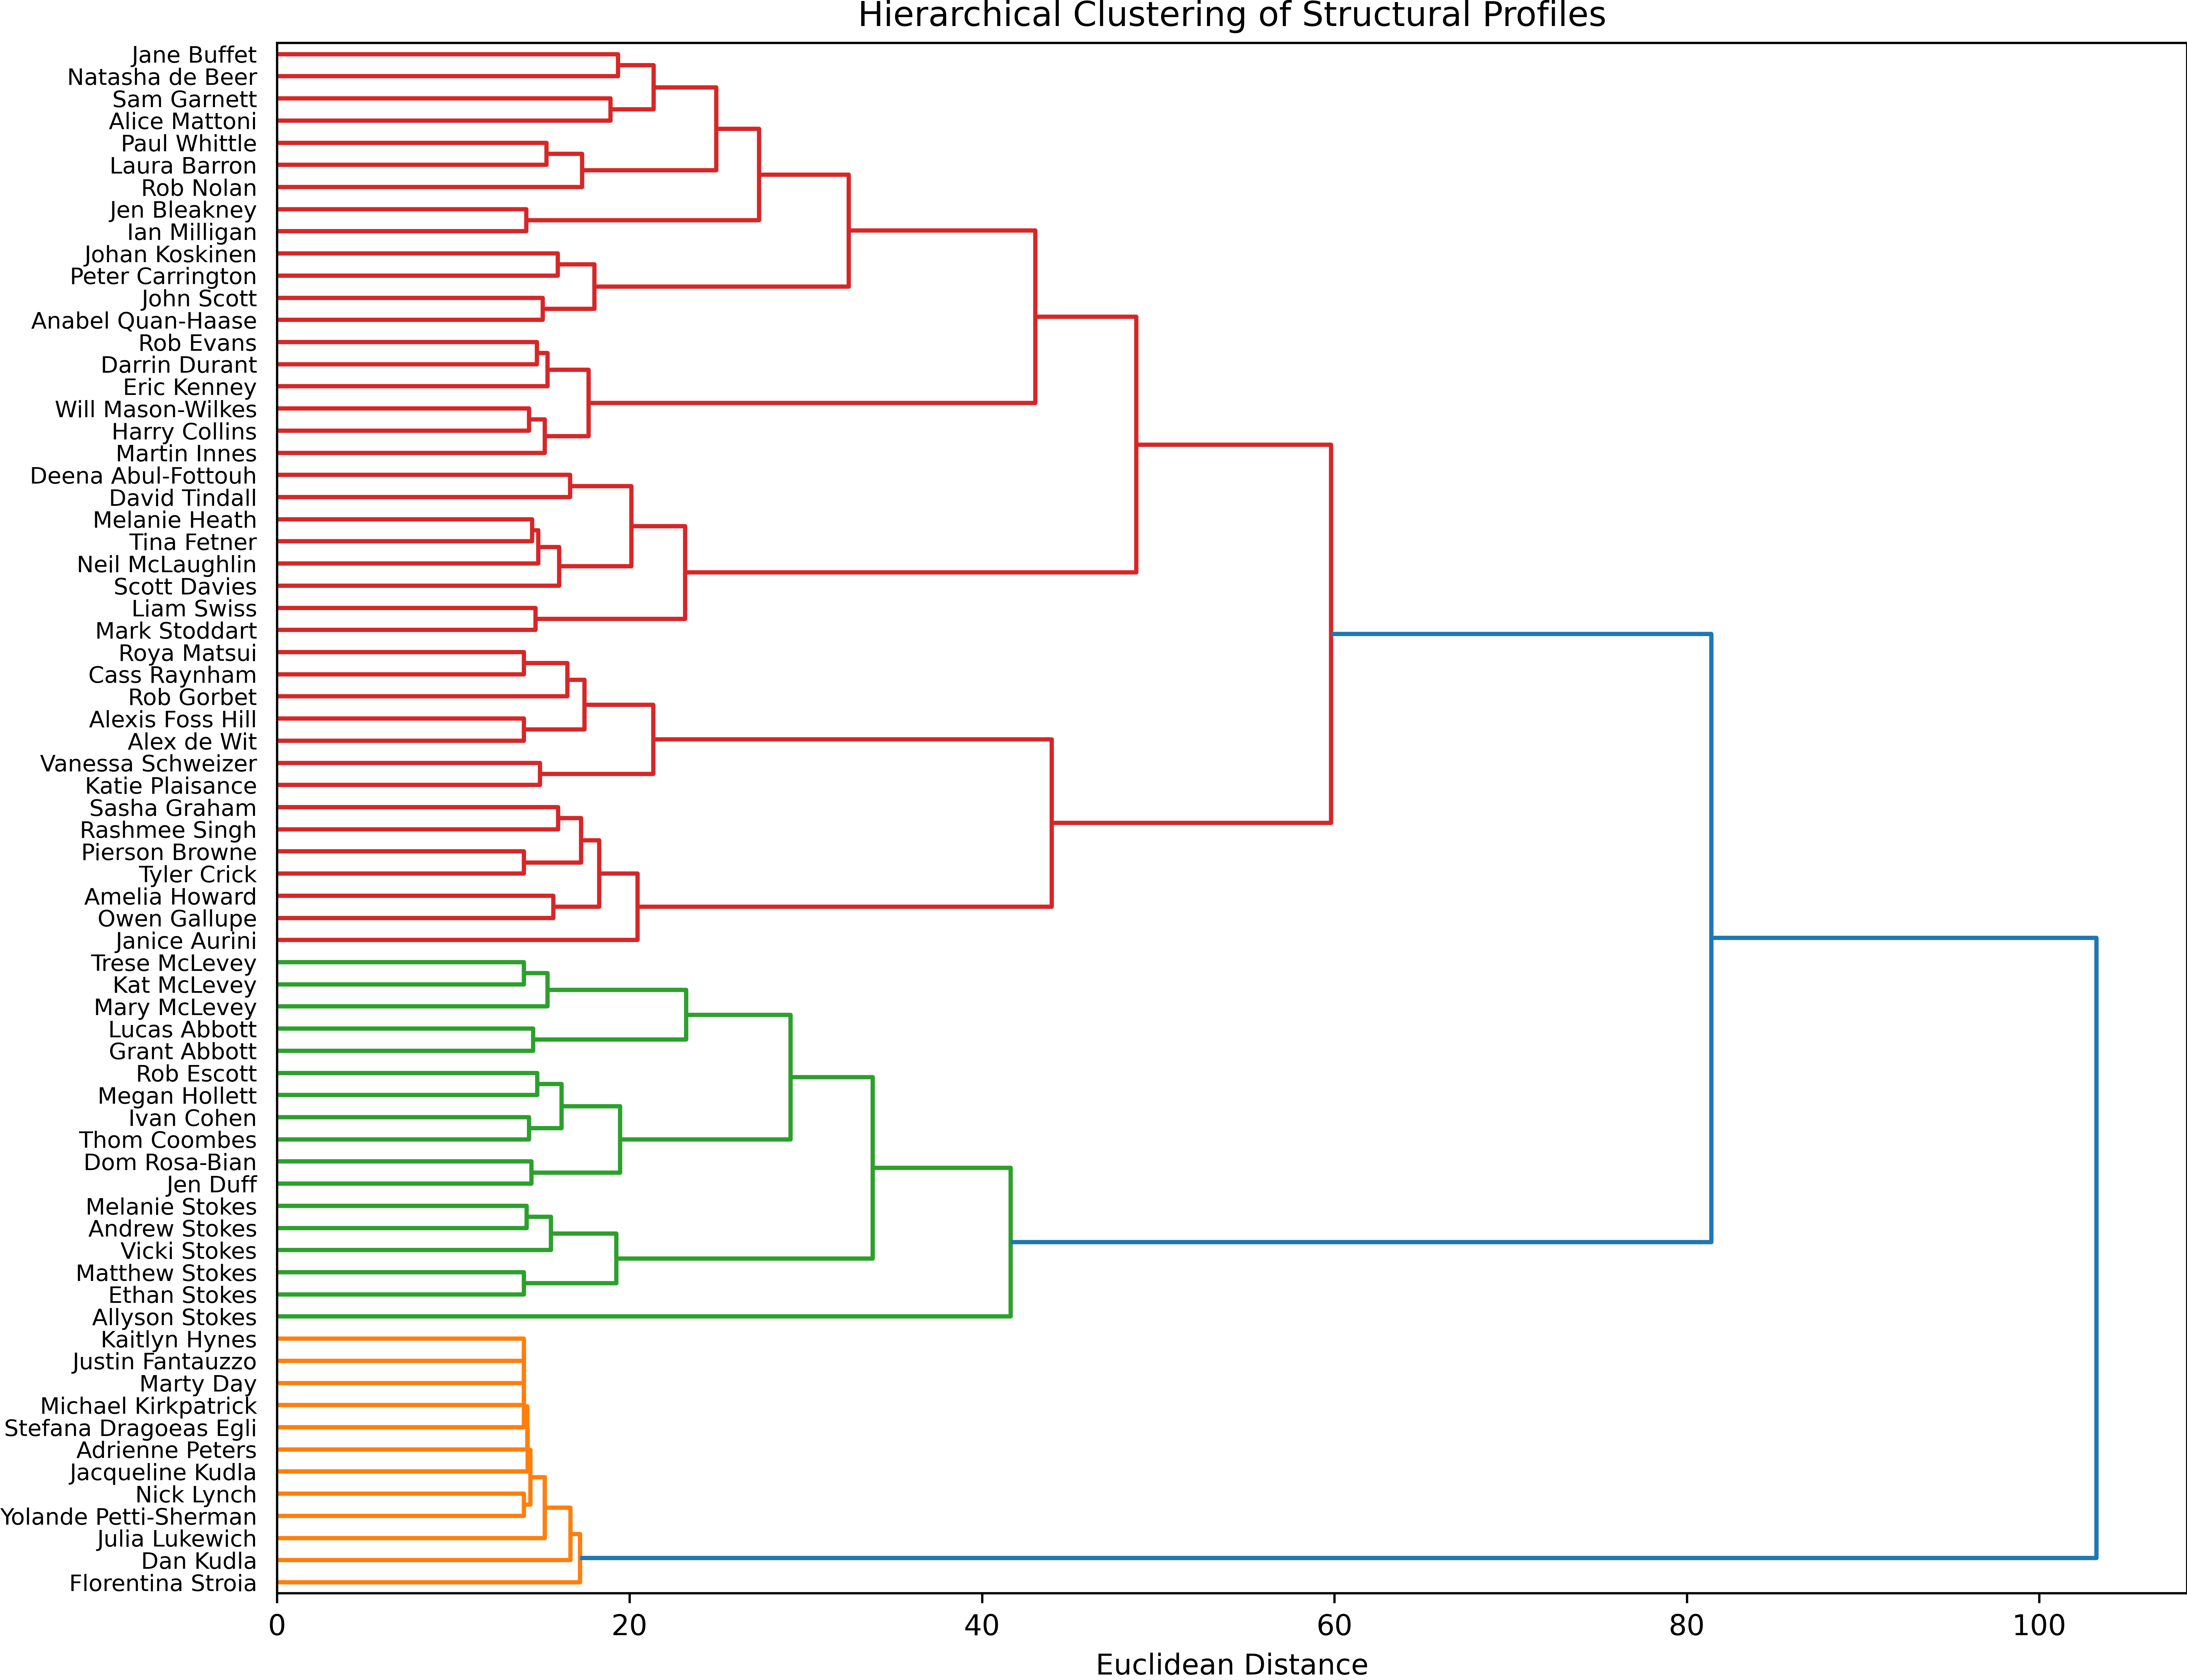 Hierarchical Clustering of Structural Profiles
Jane Buffet
Natasha de Beer
Sam Garnett
Alice Mattoni
Paul Whittle
Laura Barron
Rob Nolan
Jen Bleakney
Ian Milligan
Johan Koskinen
Peter Carrington
John Scott
Anabel Quan-Haase
Rob Evans
Darrin Durant
Eric Kenney
Will Mason-Wilkes
Harry Collins
Martin Innes
Deena Abul-Fottouh
David Tindall
Melanie Heath
Tina Fetner
Neil McLaughlin
Scott Davies
Liam Swiss
Mark Stoddart
Roya Matsui
Cass Raynham
Rob Gorbet
Alexis Foss Hill
Alex de Wit
Vanessa Schweizer
Katie Plaisance
Sasha Graham
Rashmee Singh
Pierson Browne
Tyler Crick
Amelia Howard
Owen Gallupe
Janice Aurini
Trese McLevey
Kat McLevey
Mary McLevey
Lucas Abbott
Grant Abbott
Rob Escott
Megan Hollett
Ivan Cohen
Thom Coombes
Dom Rosa-Bian
Jen Duff
Melanie Stokes
Andrew Stokes
Vicki Stokes
Matthew Stokes
Ethan Stokes
Allyson Stokes
Kaitlyn Hynes
Justin Fantauzzo
Marty Day
Michael Kirkpatrick
Stefana Dragoeas Egli
Adrienne Peters
Jacqueline Kudla
Nick Lynch
Yolande Petti-Sherman
Julia Lukewich
Dan Kudla
Florentina Stroia
0 20 40 60 80 100
Euclidean Distance